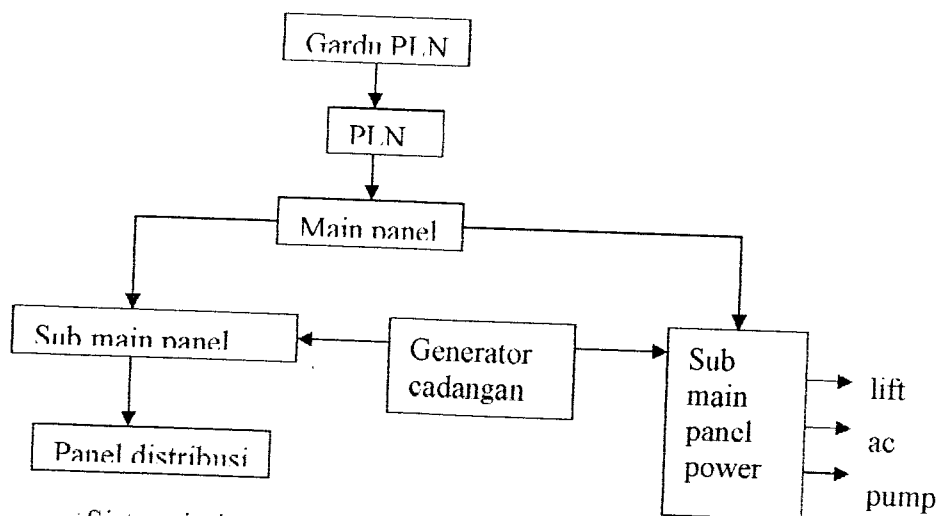 Gardu PLN
PLN
Main panel
Sub main panel
Generator
cadangan
Sub
main
panel
power
lift
ac
pump
Panel distribusi